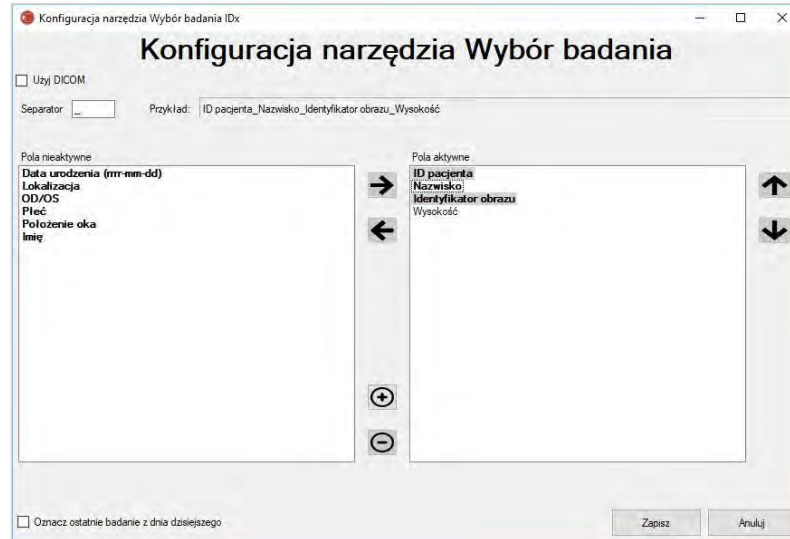 Konfiguracja narzędzia Wybór badania IDx
Konfiguracja narzędzia Wybór badania
Użyj DICOM
Separator _ Przykład: ID pacjenta_Nazwisko_Identyfikator obrazu_Wysokość
Pola nieaktywne
Data urodzenia (rrrr-mm-dd)
Lokalizacja
OD/OS
Płeć
Położenie oka
Imię
Pola aktywne
ID pacjenta
Nazwisko
Identyfikator obrazu
Wysokość
Oznacz ostatnie badanie z dnia dzisiejszego
Zapisz Anuluj